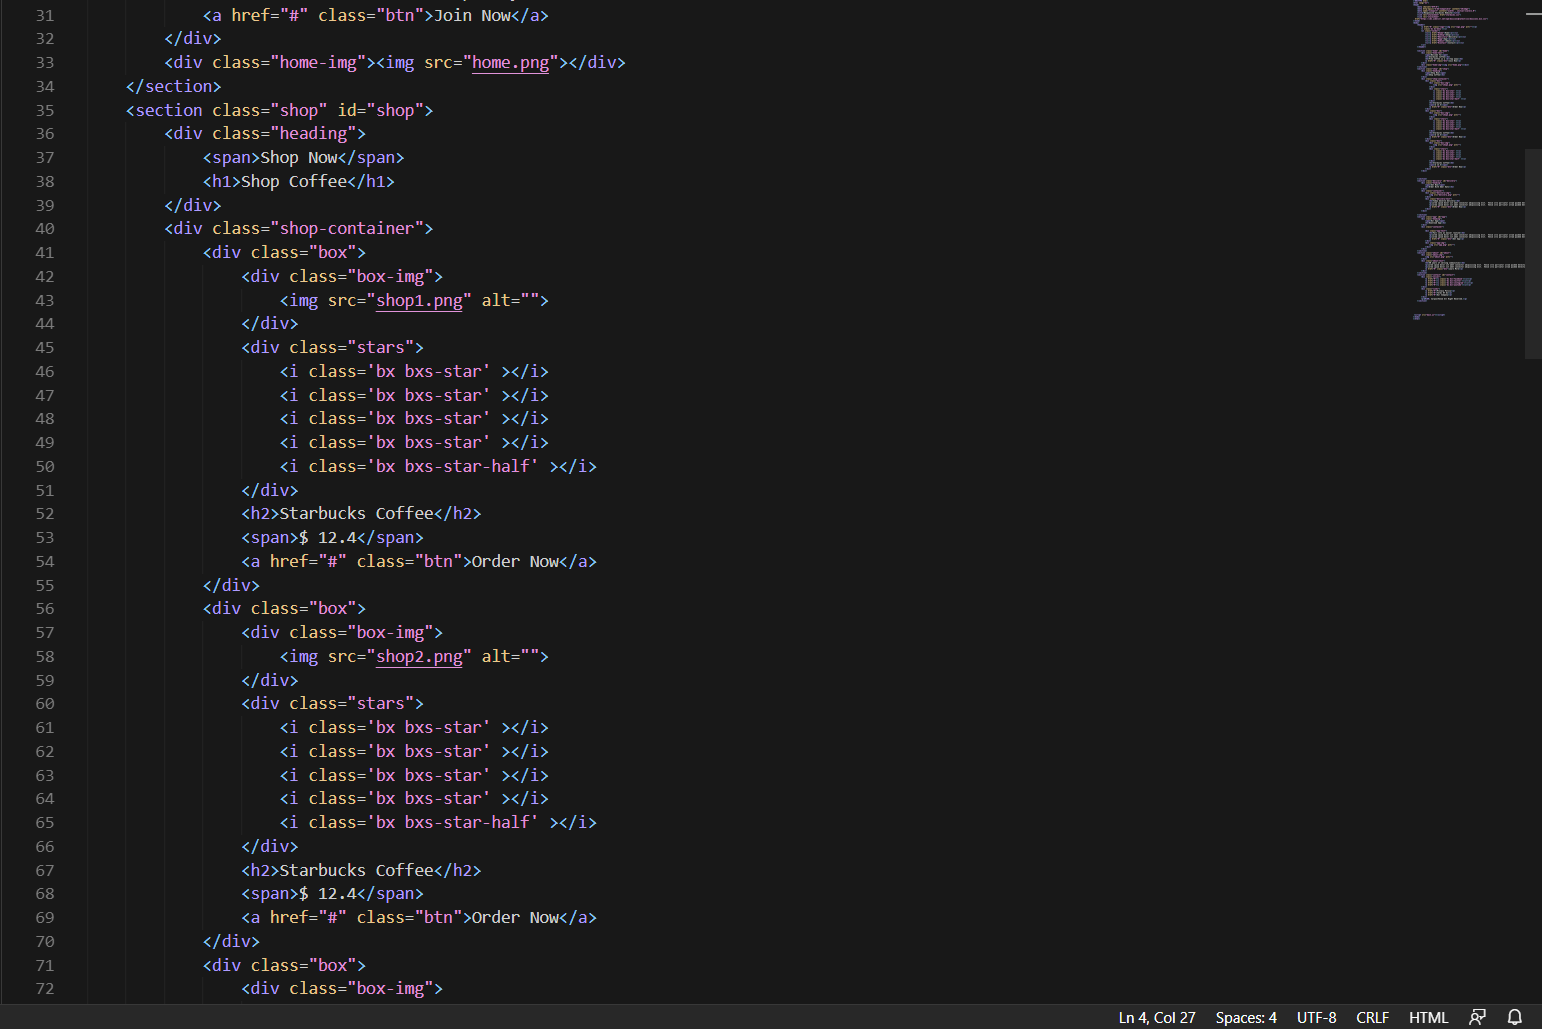 31 <a href="#" class="btn">Join Now</a>
32 </div>
33 <div class="home-img"><img src="home.png"></div>
34 </section>
35 <section class="shop" id="shop">
36 <div class="heading">
37 <span>Shop Now</span>
38 <h1>Shop Coffee</h1>
39 </div>
40 <div class="shop-container">
41 <div class="box">
42 <div class="box-img">
43 <img src="shop1.png" alt="">
44 </div>
45 <div class="stars">
46 <i class='bx bxs-star' ></i>
47 <i class='bx bxs-star' ></i>
48 <i class='bx bxs-star' ></i>
49 <i class='bx bxs-star' ></i>
50 <i class='bx bxs-star-half' ></i>
51 </div>
52 <h2>Starbucks Coffee</h2>
53 <span>$ 12.4</span>
54 <a href="#" class="btn">Order Now</a>
55 </div>
56 <div class="box">
57 <div class="box-img">
58 <img src="shop2.png" alt="">
59 </div>
60 <div class="stars">
61 <i class='bx bxs-star' ></i>
62 <i class='bx bxs-star' ></i>
63 <i class='bx bxs-star' ></i>
64 <i class='bx bxs-star' ></i>
65 <i class='bx bxs-star-half' ></i>
66 </div>
67 <h2>Starbucks Coffee</h2>
68 <span>$ 12.4</span>
69 <a href="#" class="btn">Order Now</a>
70 </div>
71 <div class="box">
72 <div class="box-img">
Ln 4, Col 27 Spaces: 4 UTF-8 CRLF HTML